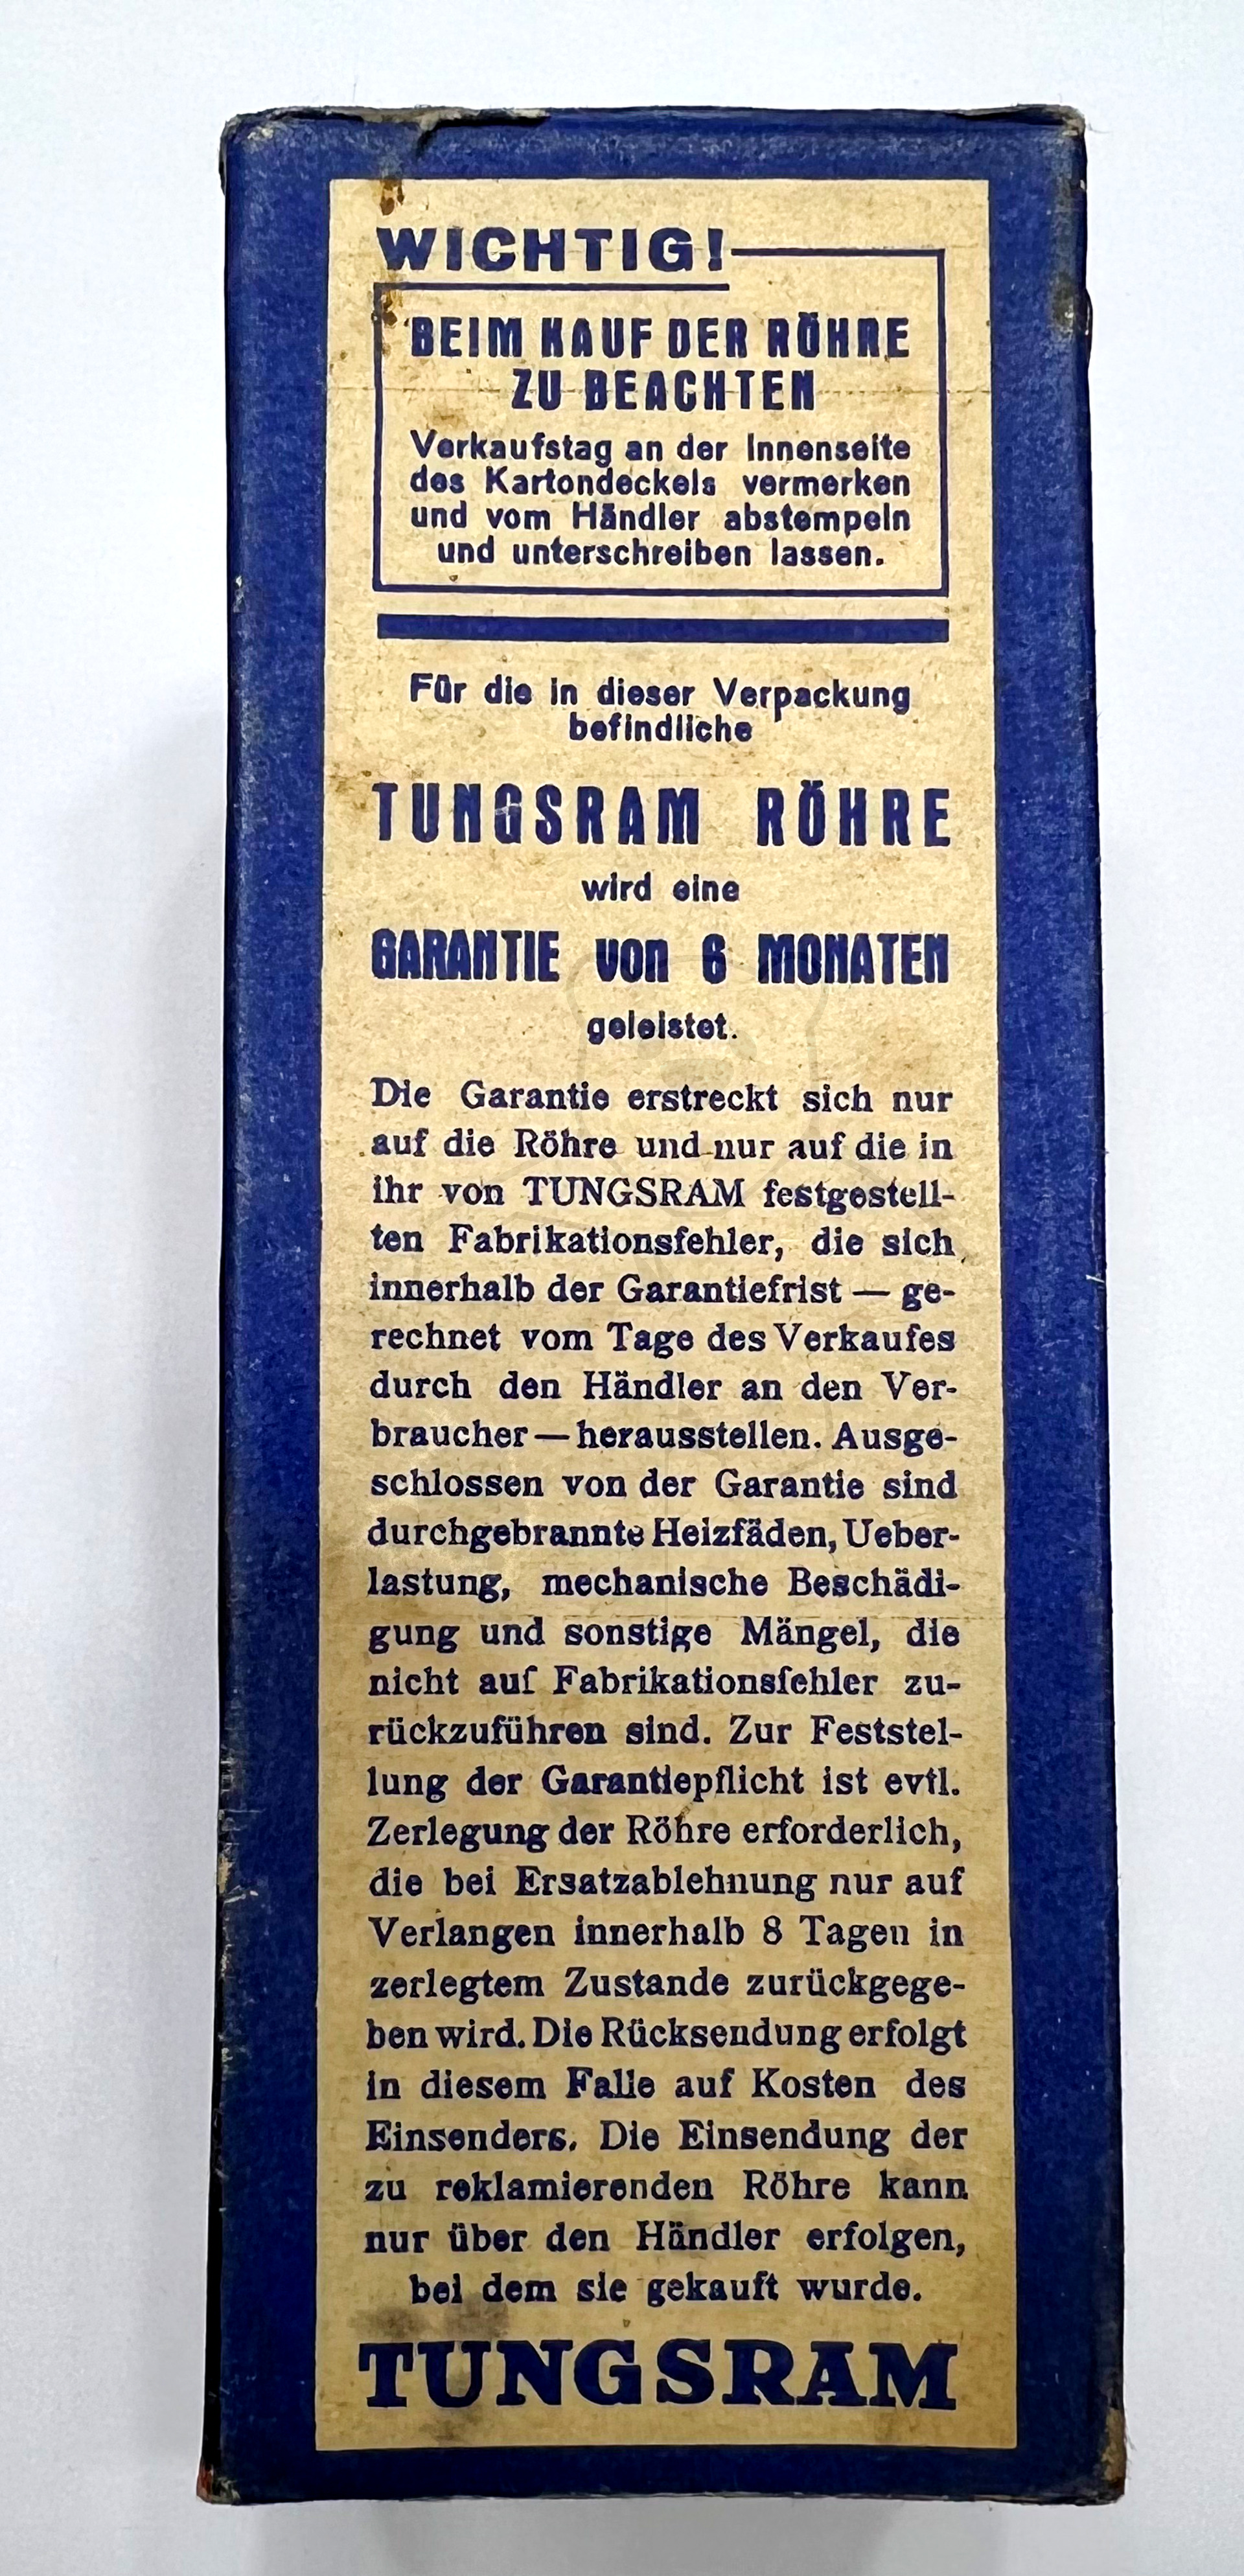 WICHTIG!
BEIM KAUF DER RÖHRE
ZU BEACHTEN
Verkaufstag an der Innenseite
des Kartondeckels vermerken
und vom Händler abstempeln
und unterschreiben lassen.
Für die in dieser Verpackung
befindliche
TUNGSRAM RÖHRE
wird eine
GARANTIE von 6 MONATEN
geleistet.
Die Garantie erstreckt sich nur
auf die Röhre und nur auf die in
ihr von TUNGSRAM festgestell-
ten Fabrikationsfehler, die sich
innerhalb der Garantiefrist — ge-
rechnet vom Tage des Verkaufes
durch den Händler an den Ver-
braucher — herausstellen. Ausge-
schlossen von der Garantie sind
durchgebrannte Heizfäden, Ueber-
lastung, mechanische Beschädi-
gung und sonstige Mängel, die
nicht auf Fabrikationsfehler zu-
rückzuführen sind. Zur Feststel-
lung der Garantiepflicht ist evtl.
Zerlegung der Röhre erforderlich,
die bei Ersatzablehnung nur auf
Verlangen innerhalb 8 Tagen in
zerlegtem Zustande zurückgege-
ben wird. Die Rücksendung erfolgt
in diesem Falle auf Kosten des
Einsenders. Die Einsendung der
zu reklamierenden Röhre kann
nur über den Händler erfolgen,
bei dem sie gekauft wurde.
TUNGSRAM